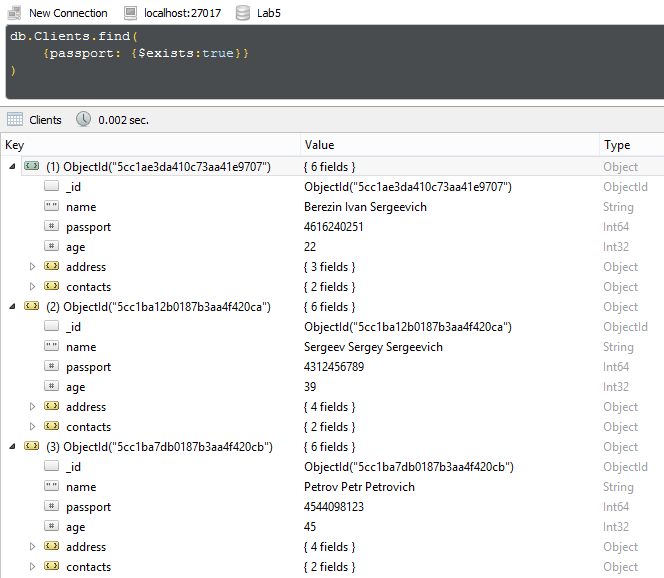 New Connection localhost:27017 Lab5
db.Clients.find(
{passport: {$exists:true}}
)
Clients 0.002 sec.
Key Value Type
(1) ObjectId("5cc1ae3da410c73aa41e9707") { 6 fields } Object
_id ObjectId("5cc1ae3da410c73aa41e9707") ObjectId
name Berezin Ivan Sergeevich String
passport 4616240251 Int64
age 22 Int32
address { 3 fields } Object
contacts { 2 fields } Object
(2) ObjectId("5cc1ba12b0187b3aa4f420ca") { 6 fields } Object
_id ObjectId("5cc1ba12b0187b3aa4f420ca") ObjectId
name Sergeev Sergey Sergeevich String
passport 4312456789 Int64
age 39 Int32
address { 4 fields } Object
contacts { 2 fields } Object
(3) ObjectId("5cc1ba7db0187b3aa4f420cb") { 6 fields } Object
_id ObjectId("5cc1ba7db0187b3aa4f420cb") ObjectId
name Petrov Petr Petrovich String
passport 4544098123 Int64
age 45 Int32
address { 4 fields } Object
contacts { 2 fields } Object